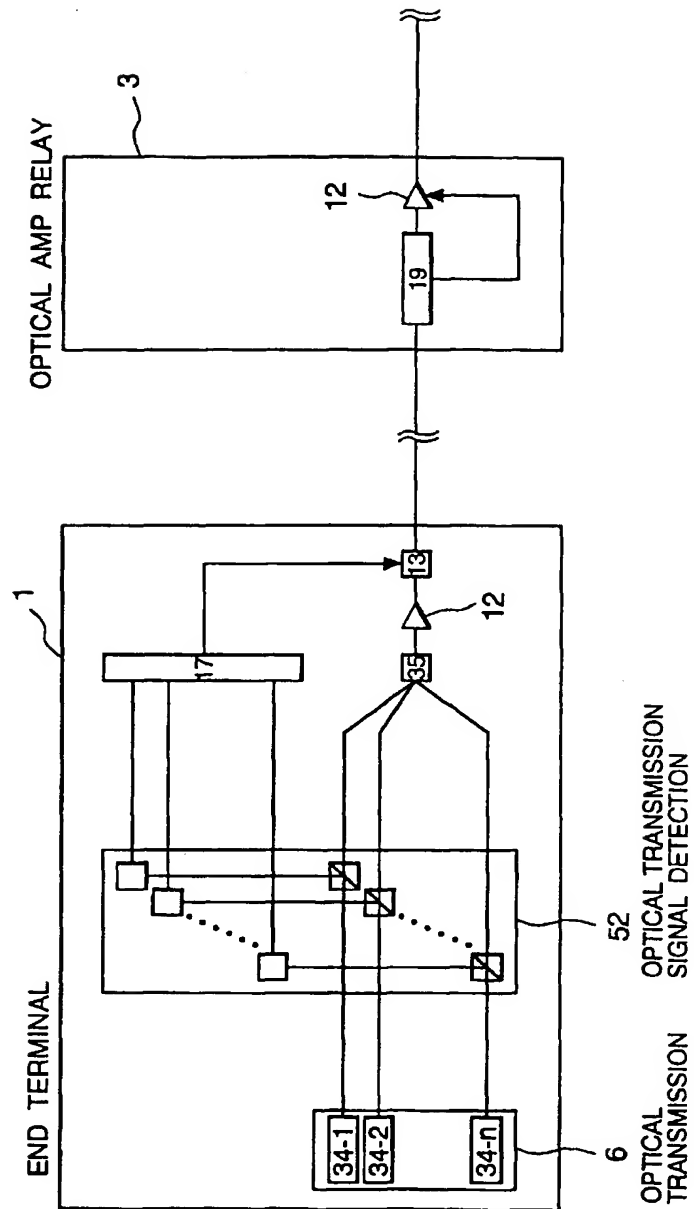 END TERMINAL
1
OPTICAL AMP RELAY
3
17
13
12
35
12
19
34-1
34-2
34-n
6
52
OPTICAL
TRANSMISSION
OPTICAL TRANSMISSION
SIGNAL DETECTION